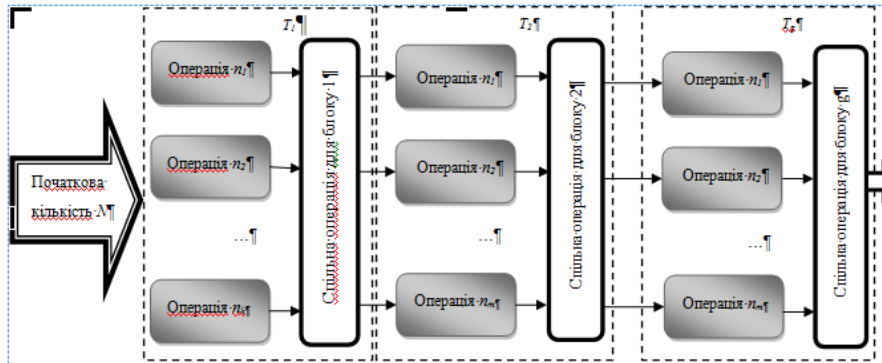 Початкова
кількість N
T1
Операція n1
Операція n2
…
Операція
Спільна операція для блоку 1
T2
Операція n1
Операція n2
…
Операція nm
Спільна операція для блоку 2
Tg
Операція n1
Операція n2
…
Операція nm
Спільна операція для блоку g